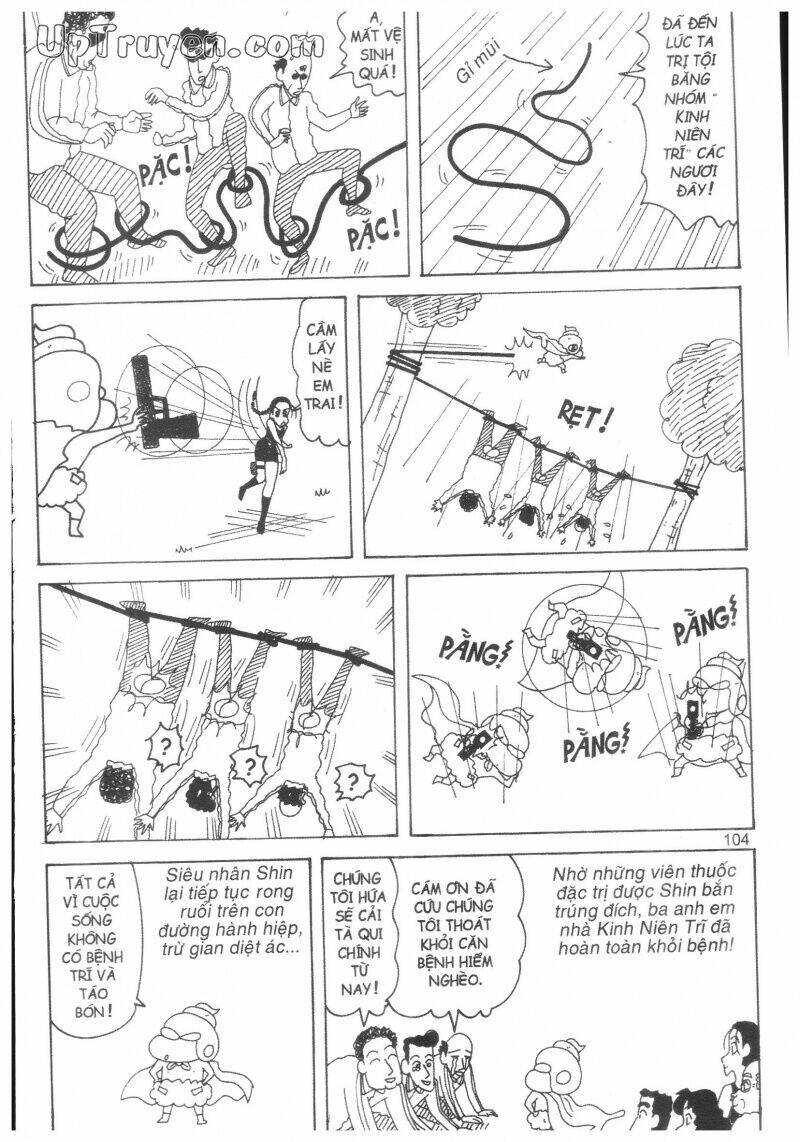 UpTruyen.com
Á,
MẤT VỆ
SINH
QUÁ!
PẶC!
PẶC!
Gỉ mũi
ĐÃ ĐẾN
LÚC TA
TRỊ TỘI
BĂNG
NHÓM "
KINH
NIÊN
TRĨ" CÁC
NGƯƠI
ĐÂY!
CẦM
LẤY
NÈ
EM
TRAI!
RẸT!
?
?
?
PẰNG!
PẰNG!
PẰNG!
104
TẤT CẢ
VÌ CUỘC
SỐNG
KHÔNG
CÓ BỆNH
TRĨ VÀ
TÁO
BÓN!
Siêu nhân Shin
lại tiếp tục rong
ruổi trên con
đường hành hiệp,
trừ gian diệt ác...
CHÚNG
TÔI HỨA
SẼ CẢI
TÀ QUI
CHÍNH
TỪ
NAY!
CÁM ƠN ĐÃ
CỨU CHÚNG
TÔI THOÁT
KHỎI CĂN
BỆNH HIỂM
NGHÈO.
Nhờ những viên thuốc
đặc trị được Shin bắn
trúng đích, ba anh em
nhà Kinh Niên Trĩ đã
hoàn toàn khỏi bệnh!